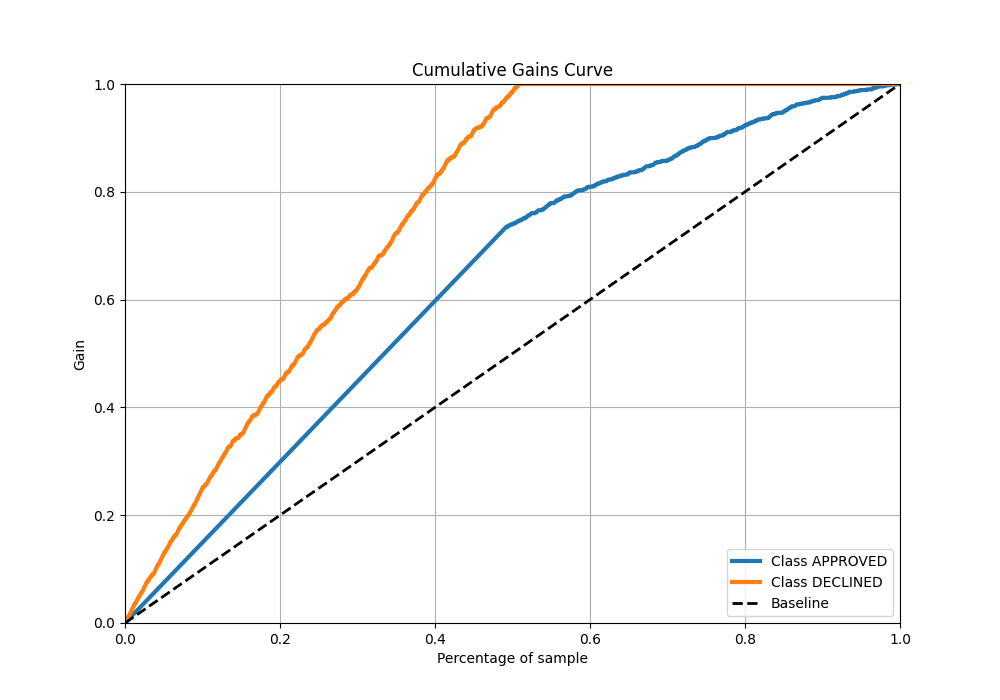 Cumulative Gains Curve
1.0
0.8
0.6
0.4
0.2
0.0
Gain
0.0 0.2 0.4 0.6 0.8 1.0
Percentage of sample
Class APPROVED
Class DECLINED
Baseline